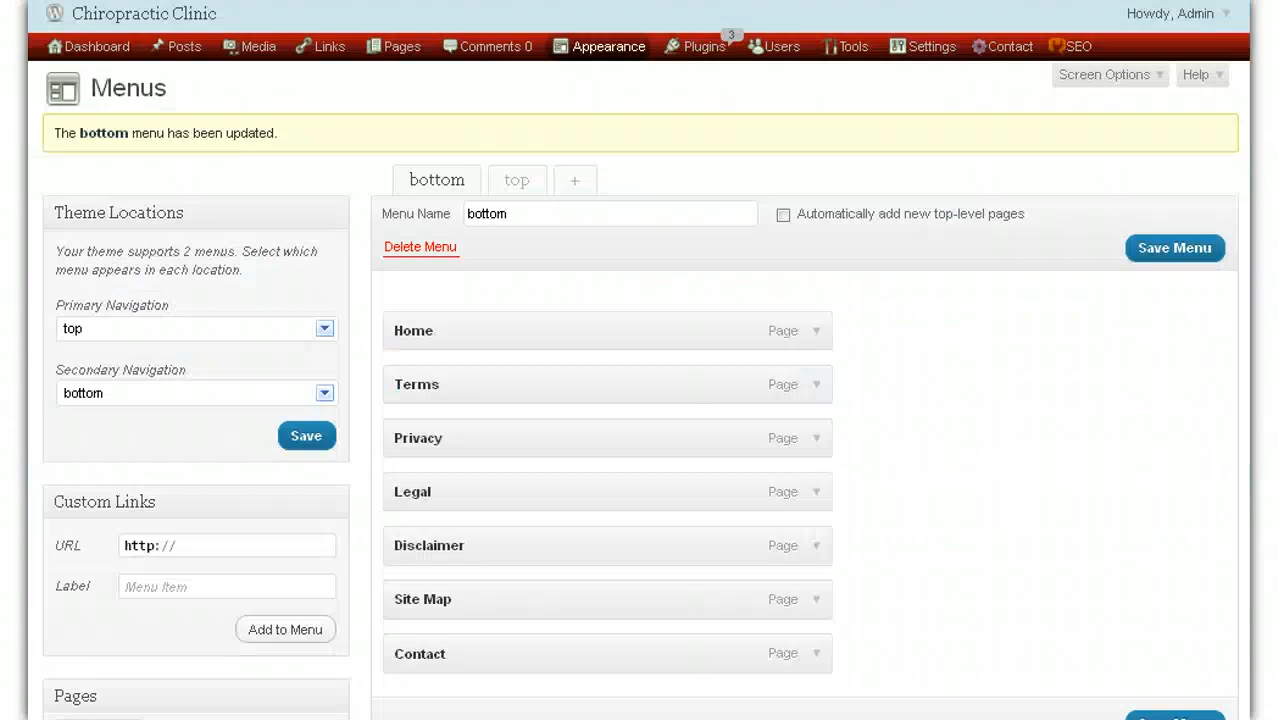 Chiropractic Clinic
Howdy, Admin
Dashboard Posts Media Links Pages Comments 0 Appearance Plugins 3 Users Tools Settings Contact SEO
Menus
Screen Options Help
The bottom menu has been updated.
bottom top +
Theme Locations
Menu Name bottom Automatically add new top-level pages
Delete Menu
Save Menu
Your theme supports 2 menus. Select which
menu appears in each location.
Primary Navigation
top
Secondary Navigation
bottom
Save
Home Page
Terms Page
Privacy Page
Legal Page
Disclaimer Page
Site Map Page
Contact Page
Custom Links
URL http://
Label Menu Item
Add to Menu
Pages